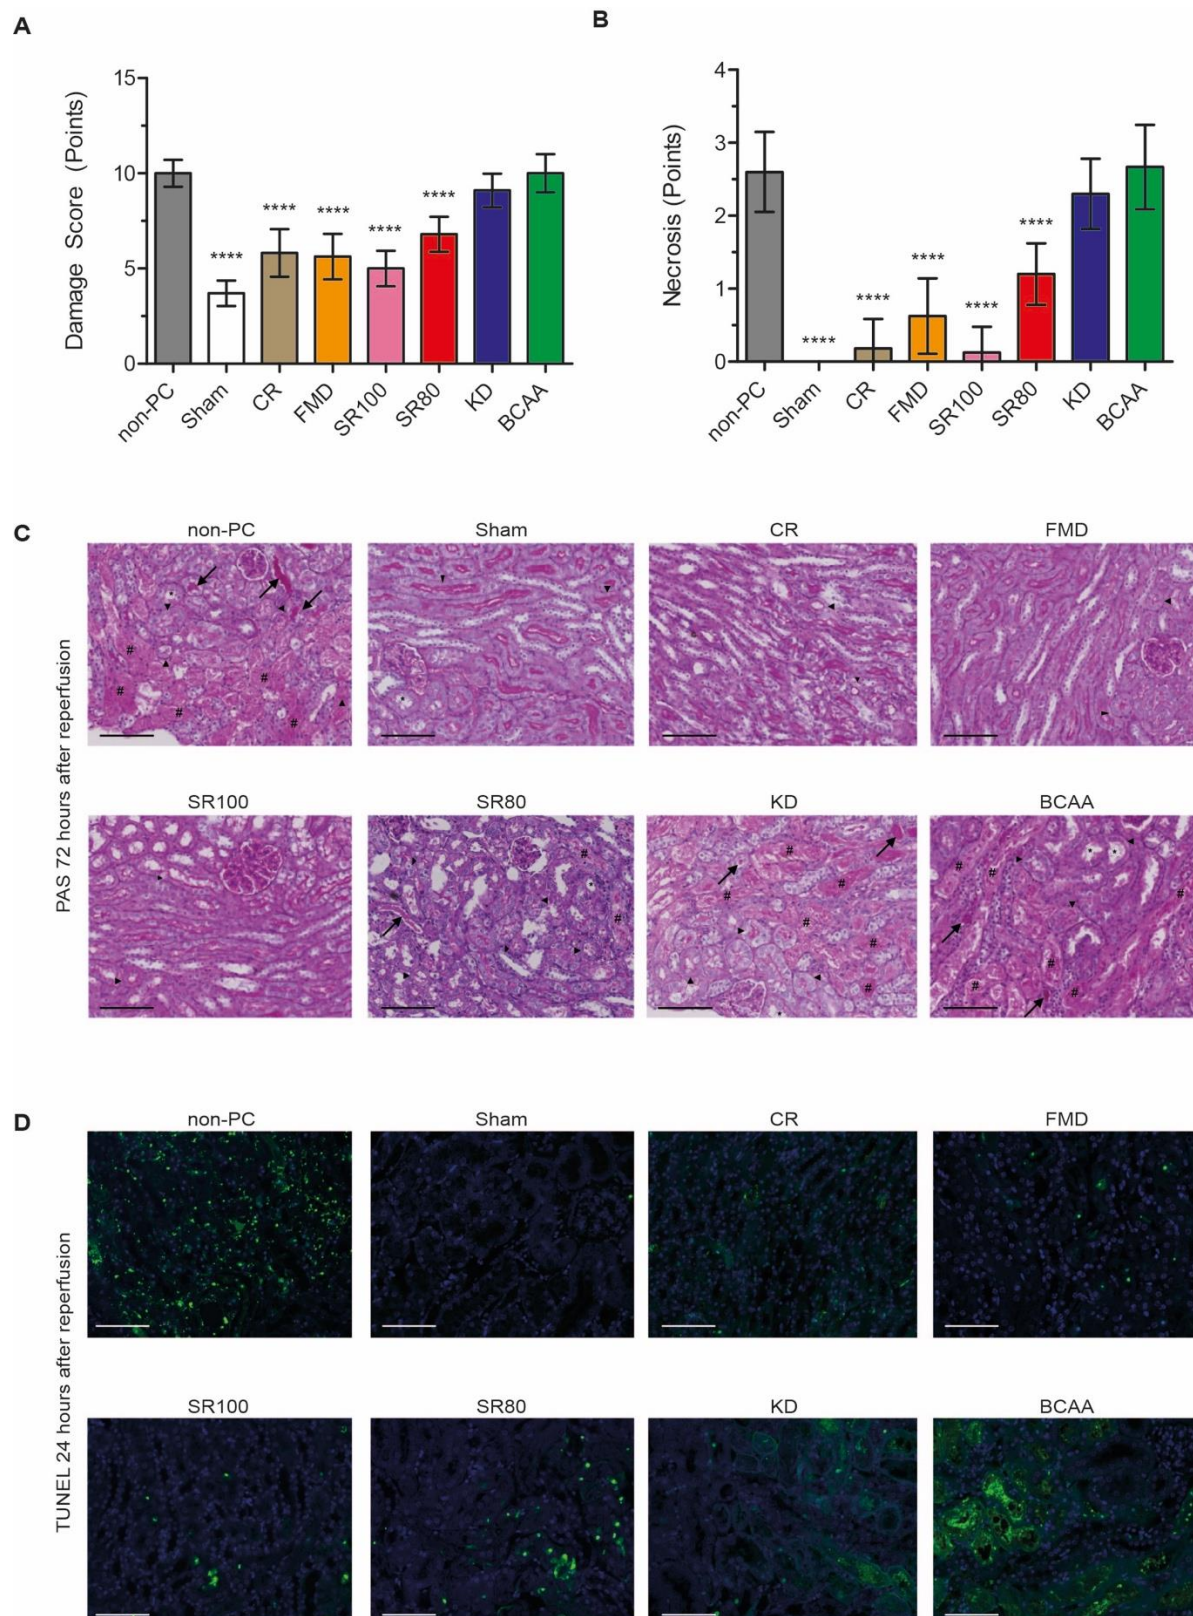 A
B
Damage Score (Points)
15
10
5
0
****
****
****
****
****
non-PC
Sham
CR
FMD
SR100
SR80
KD
BCAA
Necrosis (Points)
4
3
2
1
0
****
****
****
****
****
non-PC
Sham
CR
FMD
SR100
SR80
KD
BCAA
C
PAS 72 hours after reperfusion
non-PC
Sham
CR
FMD
* # # # # #
*
SR100
SR80
KD
BCAA
# * #
# # # # # # # *
# # * * # # # #
D
TUNEL 24 hours after reperfusion
non-PC
Sham
CR
FMD
SR100
SR80
KD
BCAA